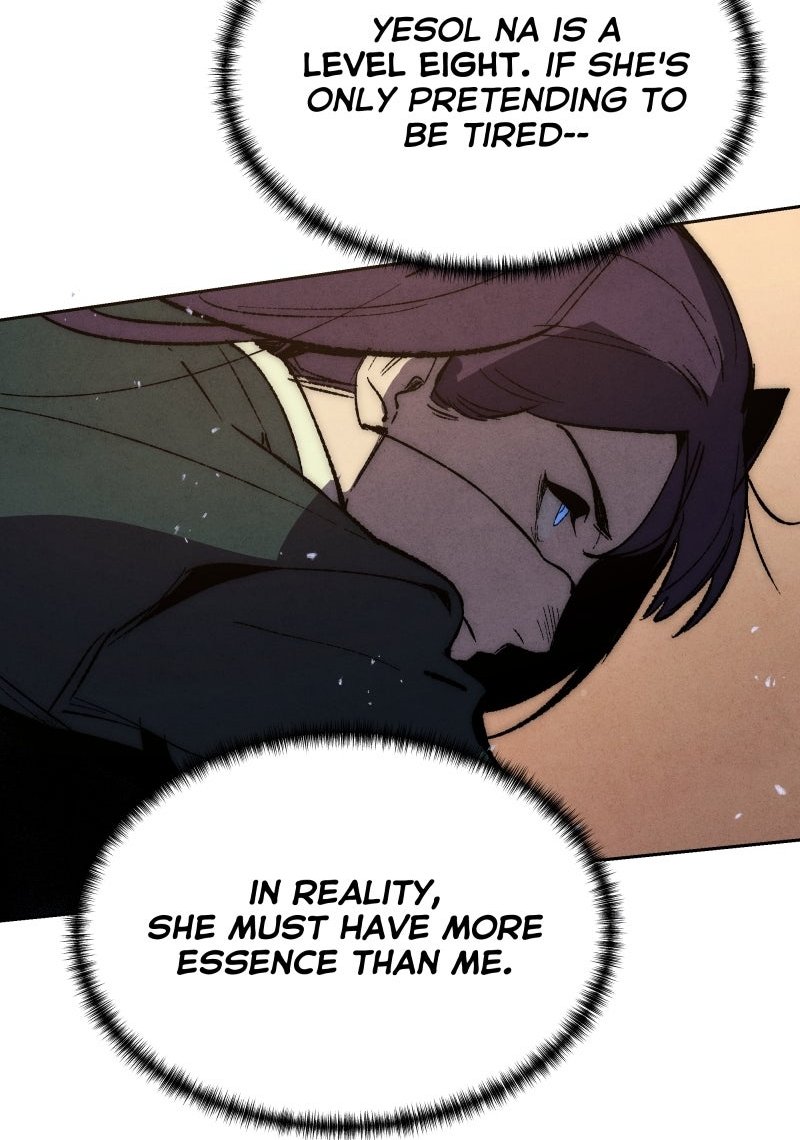 YESOL NA IS A
LEVEL EIGHT. IF SHE'S
ONLY PRETENDING TO
BE TIRED--
IN REALITY,
SHE MUST HAVE MORE
ESSENCE THAN ME.